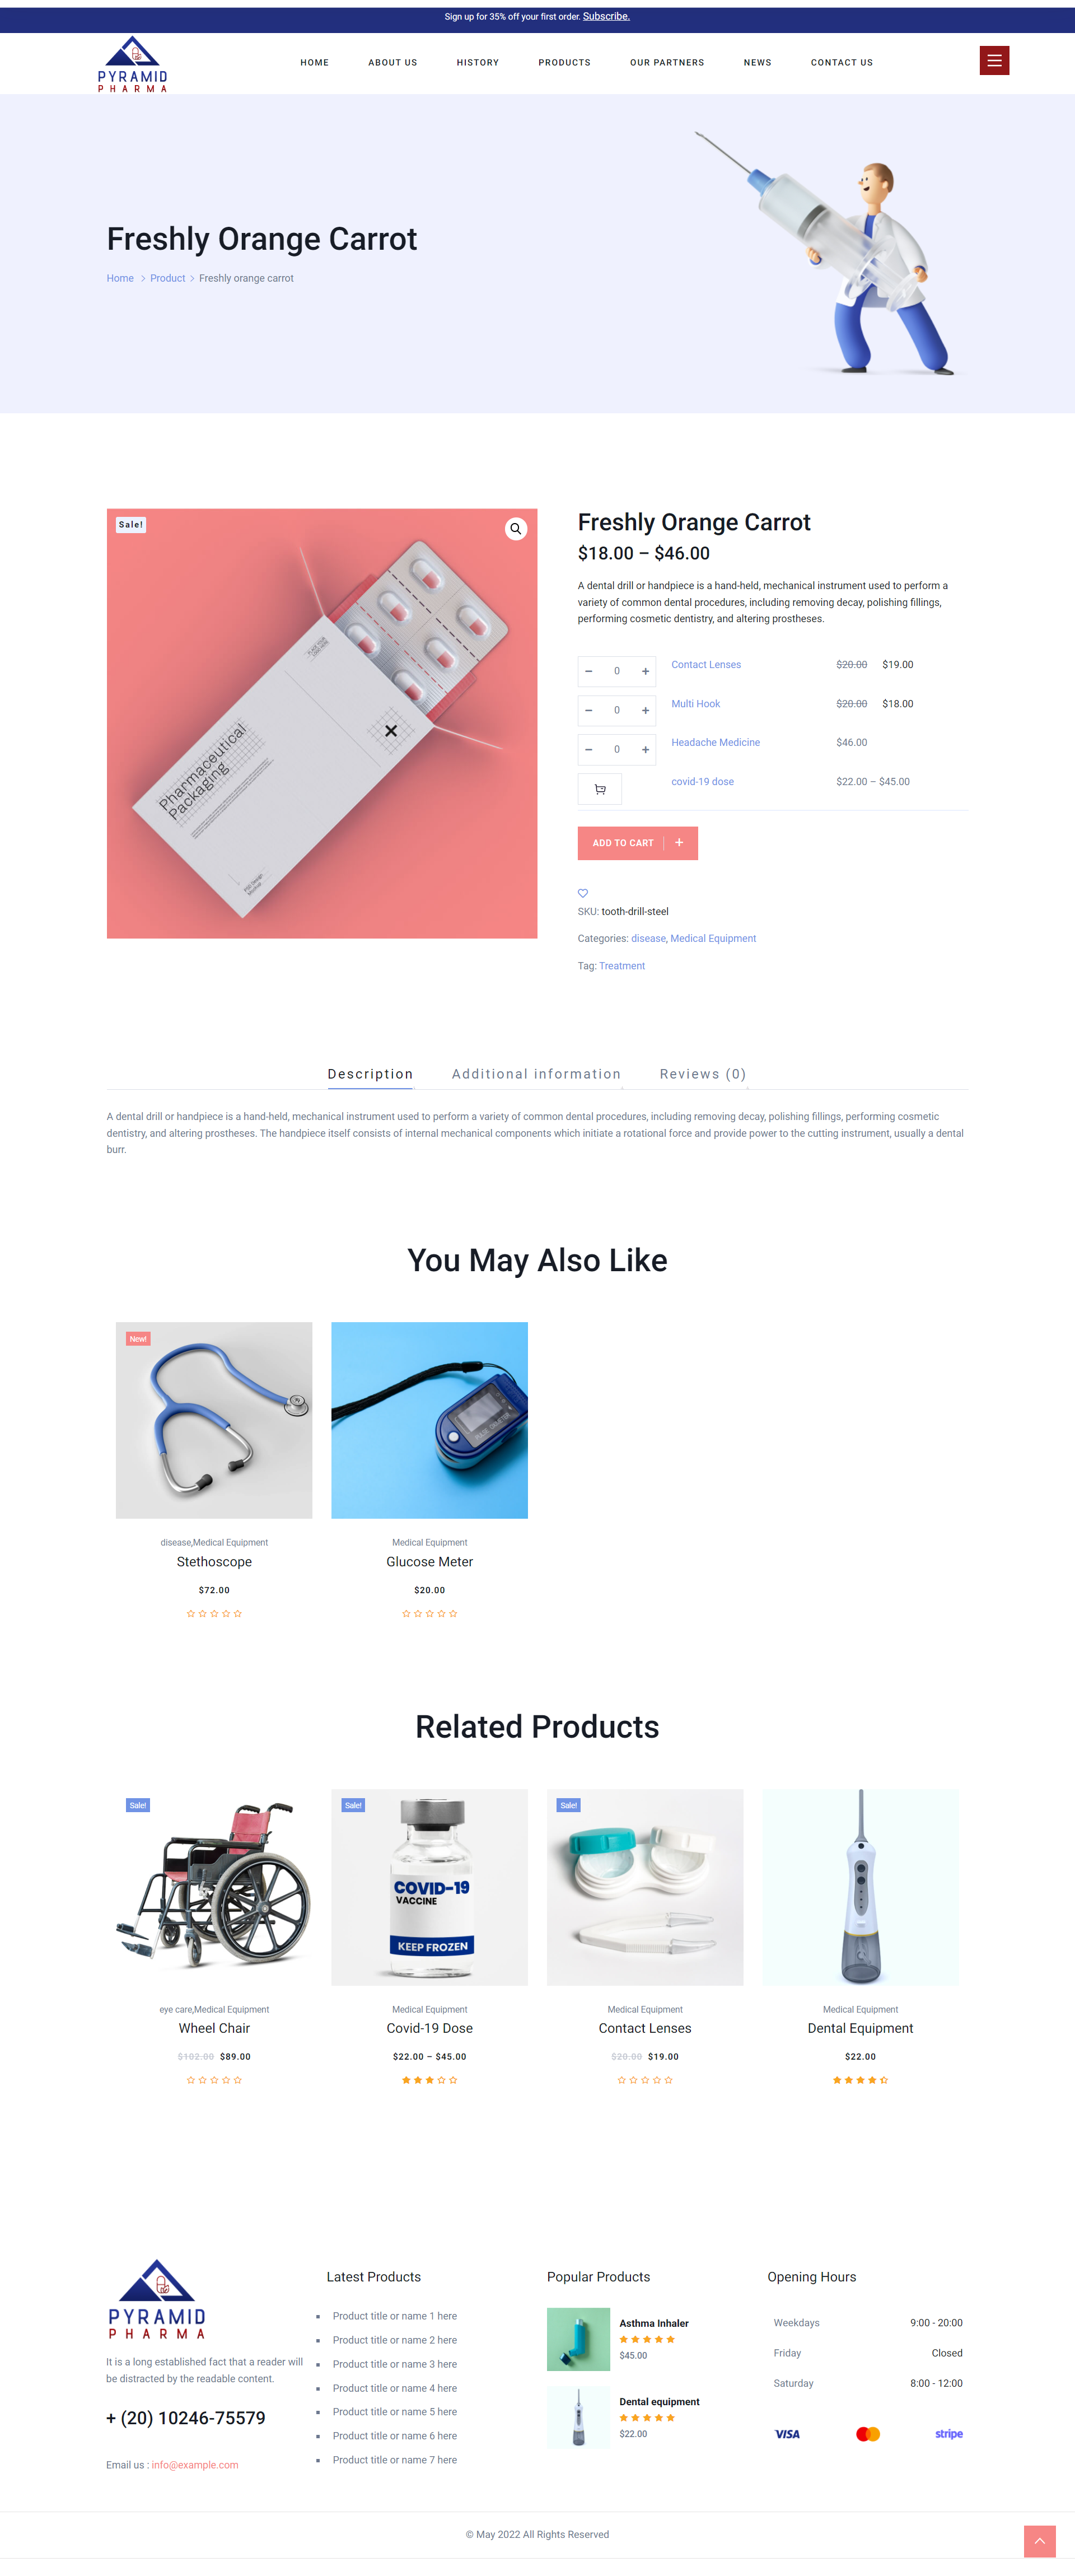 Sign up for 35% off your first order. Subscribe.
PYRAMID
PHARMA
HOME ABOUT US HISTORY PRODUCTS OUR PARTNERS NEWS CONTACT US
Freshly Orange Carrot
Home > Product > Freshly orange carrot
Sale!
Pharmaceutical
Packaging
Freshly Orange Carrot
$18.00 – $46.00
A dental drill or handpiece is a hand-held, mechanical instrument used to perform a
variety of common dental procedures, including removing decay, polishing fillings,
performing cosmetic dentistry, and altering prostheses.
− 0 + Contact Lenses $20.00 $19.00
− 0 + Multi Hook $20.00 $18.00
− 0 + Headache Medicine $46.00
covid-19 dose $22.00 – $45.00
ADD TO CART +
SKU: tooth-drill-steel
Categories: disease, Medical Equipment
Tag: Treatment
Description Additional information Reviews (0)
A dental drill or handpiece is a hand-held, mechanical instrument used to perform a variety of common dental procedures, including removing decay, polishing fillings, performing cosmetic
dentistry, and altering prostheses. The handpiece itself consists of internal mechanical components which initiate a rotational force and provide power to the cutting instrument, usually a dental
burr.
You May Also Like
New!
disease,Medical Equipment
Stethoscope
$72.00
Medical Equipment
Glucose Meter
$20.00
Related Products
Sale!
eye care,Medical Equipment
Wheel Chair
$102.00 $89.00
Sale!
COVID-19
VACCINE
KEEP FROZEN
Medical Equipment
Covid-19 Dose
$22.00 – $45.00
Sale!
Medical Equipment
Contact Lenses
$20.00 $19.00
Medical Equipment
Dental Equipment
$22.00
PYRAMID
PHARMA
It is a long established fact that a reader will
be distracted by the readable content.
+ (20) 10246-75579
Email us : info@example.com
Latest Products
Product title or name 1 here
Product title or name 2 here
Product title or name 3 here
Product title or name 4 here
Product title or name 5 here
Product title or name 6 here
Product title or name 7 here
Popular Products
Asthma Inhaler
$45.00
Dental equipment
$22.00
Opening Hours
Weekdays 9:00 - 20:00
Friday Closed
Saturday 8:00 - 12:00
VISA stripe
© May 2022 All Rights Reserved